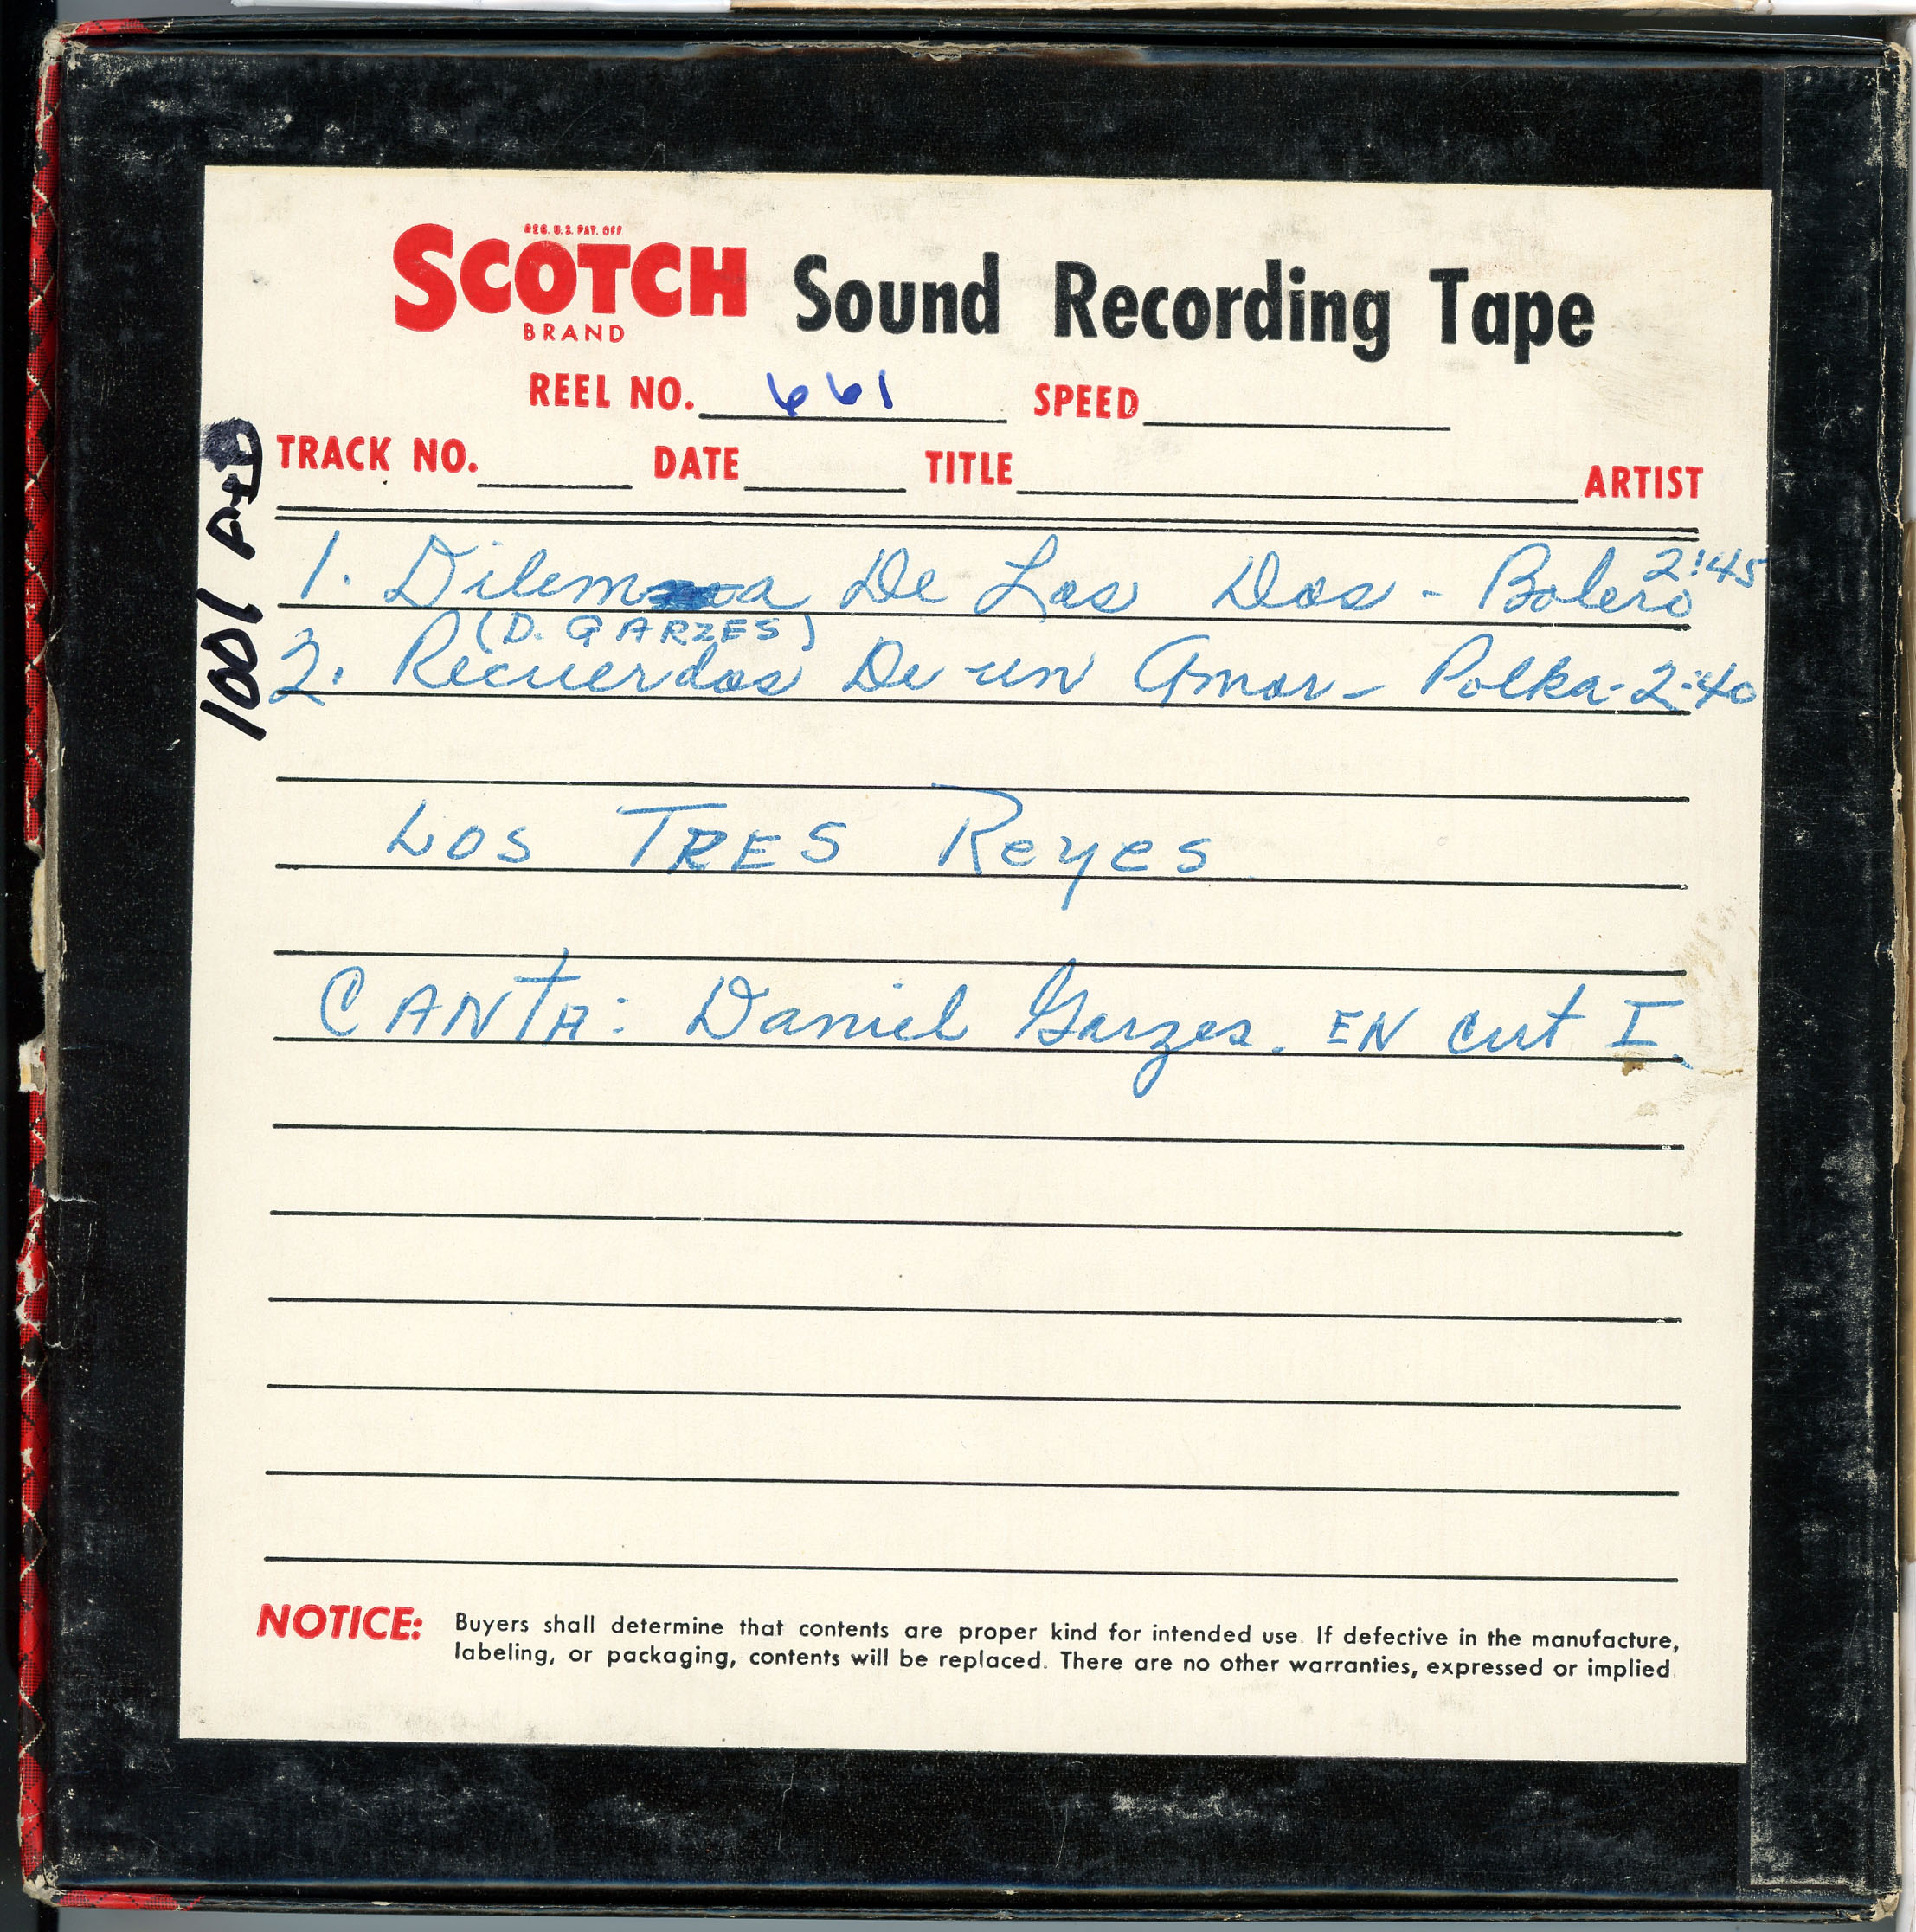 REG. U.S. PAT. OFF
SCOTCH Sound Recording Tape
BRAND
REEL NO. 661 SPEED
TRACK NO. DATE TITLE ARTIST
1001 A+B
1. Dilema De Los Dos - Bolero 2:45
(D. GARZES)
2. Recuerdos De un Amor - Polka - 2:40
LOS TRES Reyes
CANTA: Daniel Garzes. EN cut I.
NOTICE: Buyers shall determine that contents are proper kind for intended use. If defective in the manufacture,
labeling, or packaging, contents will be replaced. There are no other warranties, expressed or implied.